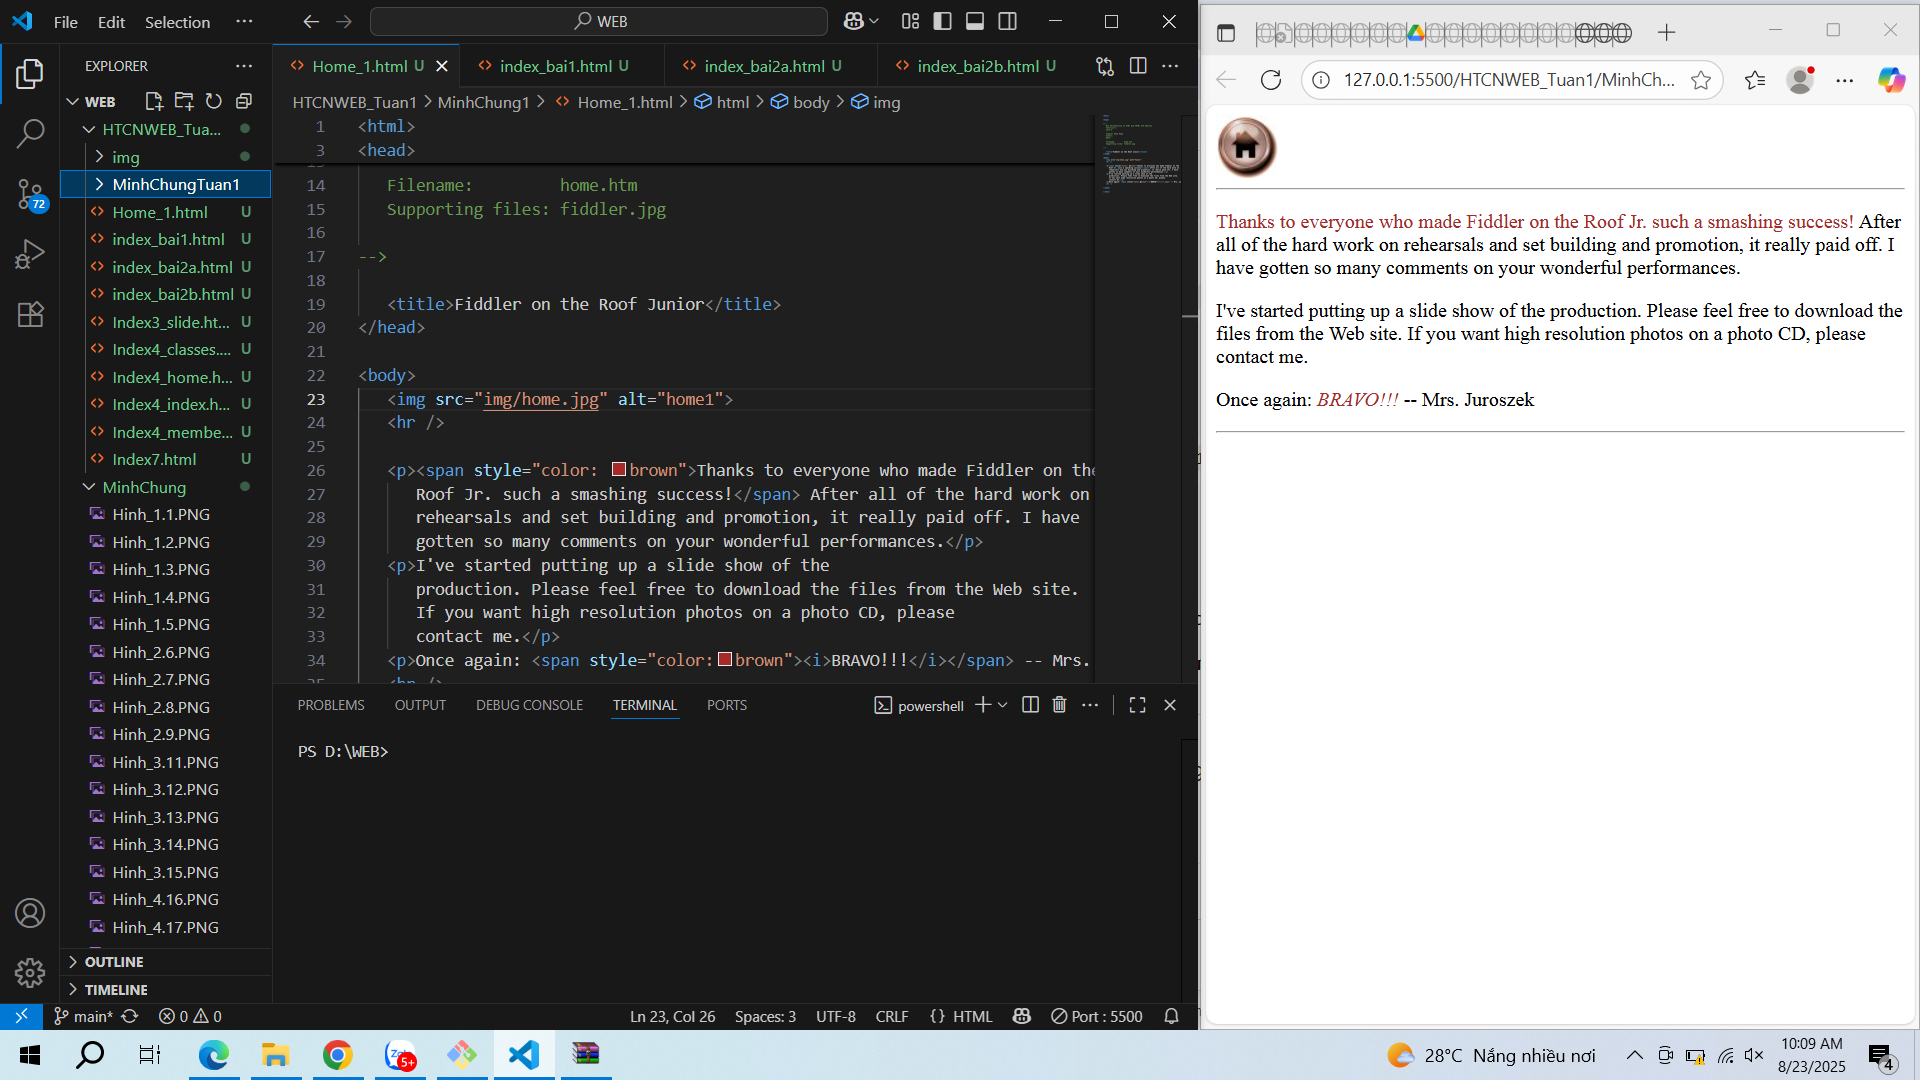 File Edit Selection ··· WEB
EXPLORER
WEB
HTCNWEB_Tua...
img
MinhChungTuan1
Home_1.html U
index_bai1.html U
index_bai2a.html U
index_bai2b.html U
Index3_slide.ht... U
Index4_classes.... U
Index4_home.h... U
Index4_index.h... U
Index4_membe... U
Index7.html U
MinhChung
Hinh_1.1.PNG
Hinh_1.2.PNG
Hinh_1.3.PNG
Hinh_1.4.PNG
Hinh_1.5.PNG
Hinh_2.6.PNG
Hinh_2.7.PNG
Hinh_2.8.PNG
Hinh_2.9.PNG
Hinh_3.11.PNG
Hinh_3.12.PNG
Hinh_3.13.PNG
Hinh_3.14.PNG
Hinh_3.15.PNG
Hinh_4.16.PNG
Hinh_4.17.PNG
OUTLINE
TIMELINE
72
Home_1.html U index_bai1.html U index_bai2a.html U index_bai2b.html U
HTCNWEB_Tuan1 > MinhChung1 > Home_1.html > html > body > img
1 <html>
3 <head>
14 Filename: home.htm
15 Supporting files: fiddler.jpg
16
17 -->
18
19 <title>Fiddler on the Roof Junior</title>
20 </head>
21
22 <body>
23 <img src="img/home.jpg" alt="home1">
24 <hr />
25
26 <p><span style="color: brown">Thanks to everyone who made Fiddler on the
27 Roof Jr. such a smashing success!</span> After all of the hard work on
28 rehearsals and set building and promotion, it really paid off. I have
29 gotten so many comments on your wonderful performances.</p>
30 <p>I've started putting up a slide show of the
31 production. Please feel free to download the files from the Web site.
32 If you want high resolution photos on a photo CD, please
33 contact me.</p>
34 <p>Once again: <span style="color: brown"><i>BRAVO!!!</i></span> -- Mrs.
PROBLEMS OUTPUT DEBUG CONSOLE TERMINAL PORTS powershell
PS D:\WEB>
main* 0 0 Ln 23, Col 26 Spaces: 3 UTF-8 CRLF {} HTML Port : 5500
127.0.0.1:5500/HTCNWEB_Tuan1/MinhCh...
Thanks to everyone who made Fiddler on the Roof Jr. such a smashing success! After
all of the hard work on rehearsals and set building and promotion, it really paid off. I
have gotten so many comments on your wonderful performances.
I've started putting up a slide show of the production. Please feel free to download the
files from the Web site. If you want high resolution photos on a photo CD, please
contact me.
Once again: BRAVO!!! -- Mrs. Juroszek
5+
28°C Nắng nhiều nơi
10:09 AM
8/23/2025
4